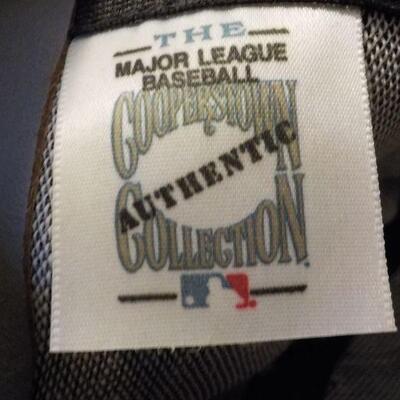 THE
MAJOR LEAGUE
BASEBALL
COOPERSTOWN
AUTHENTIC
COLLECTION